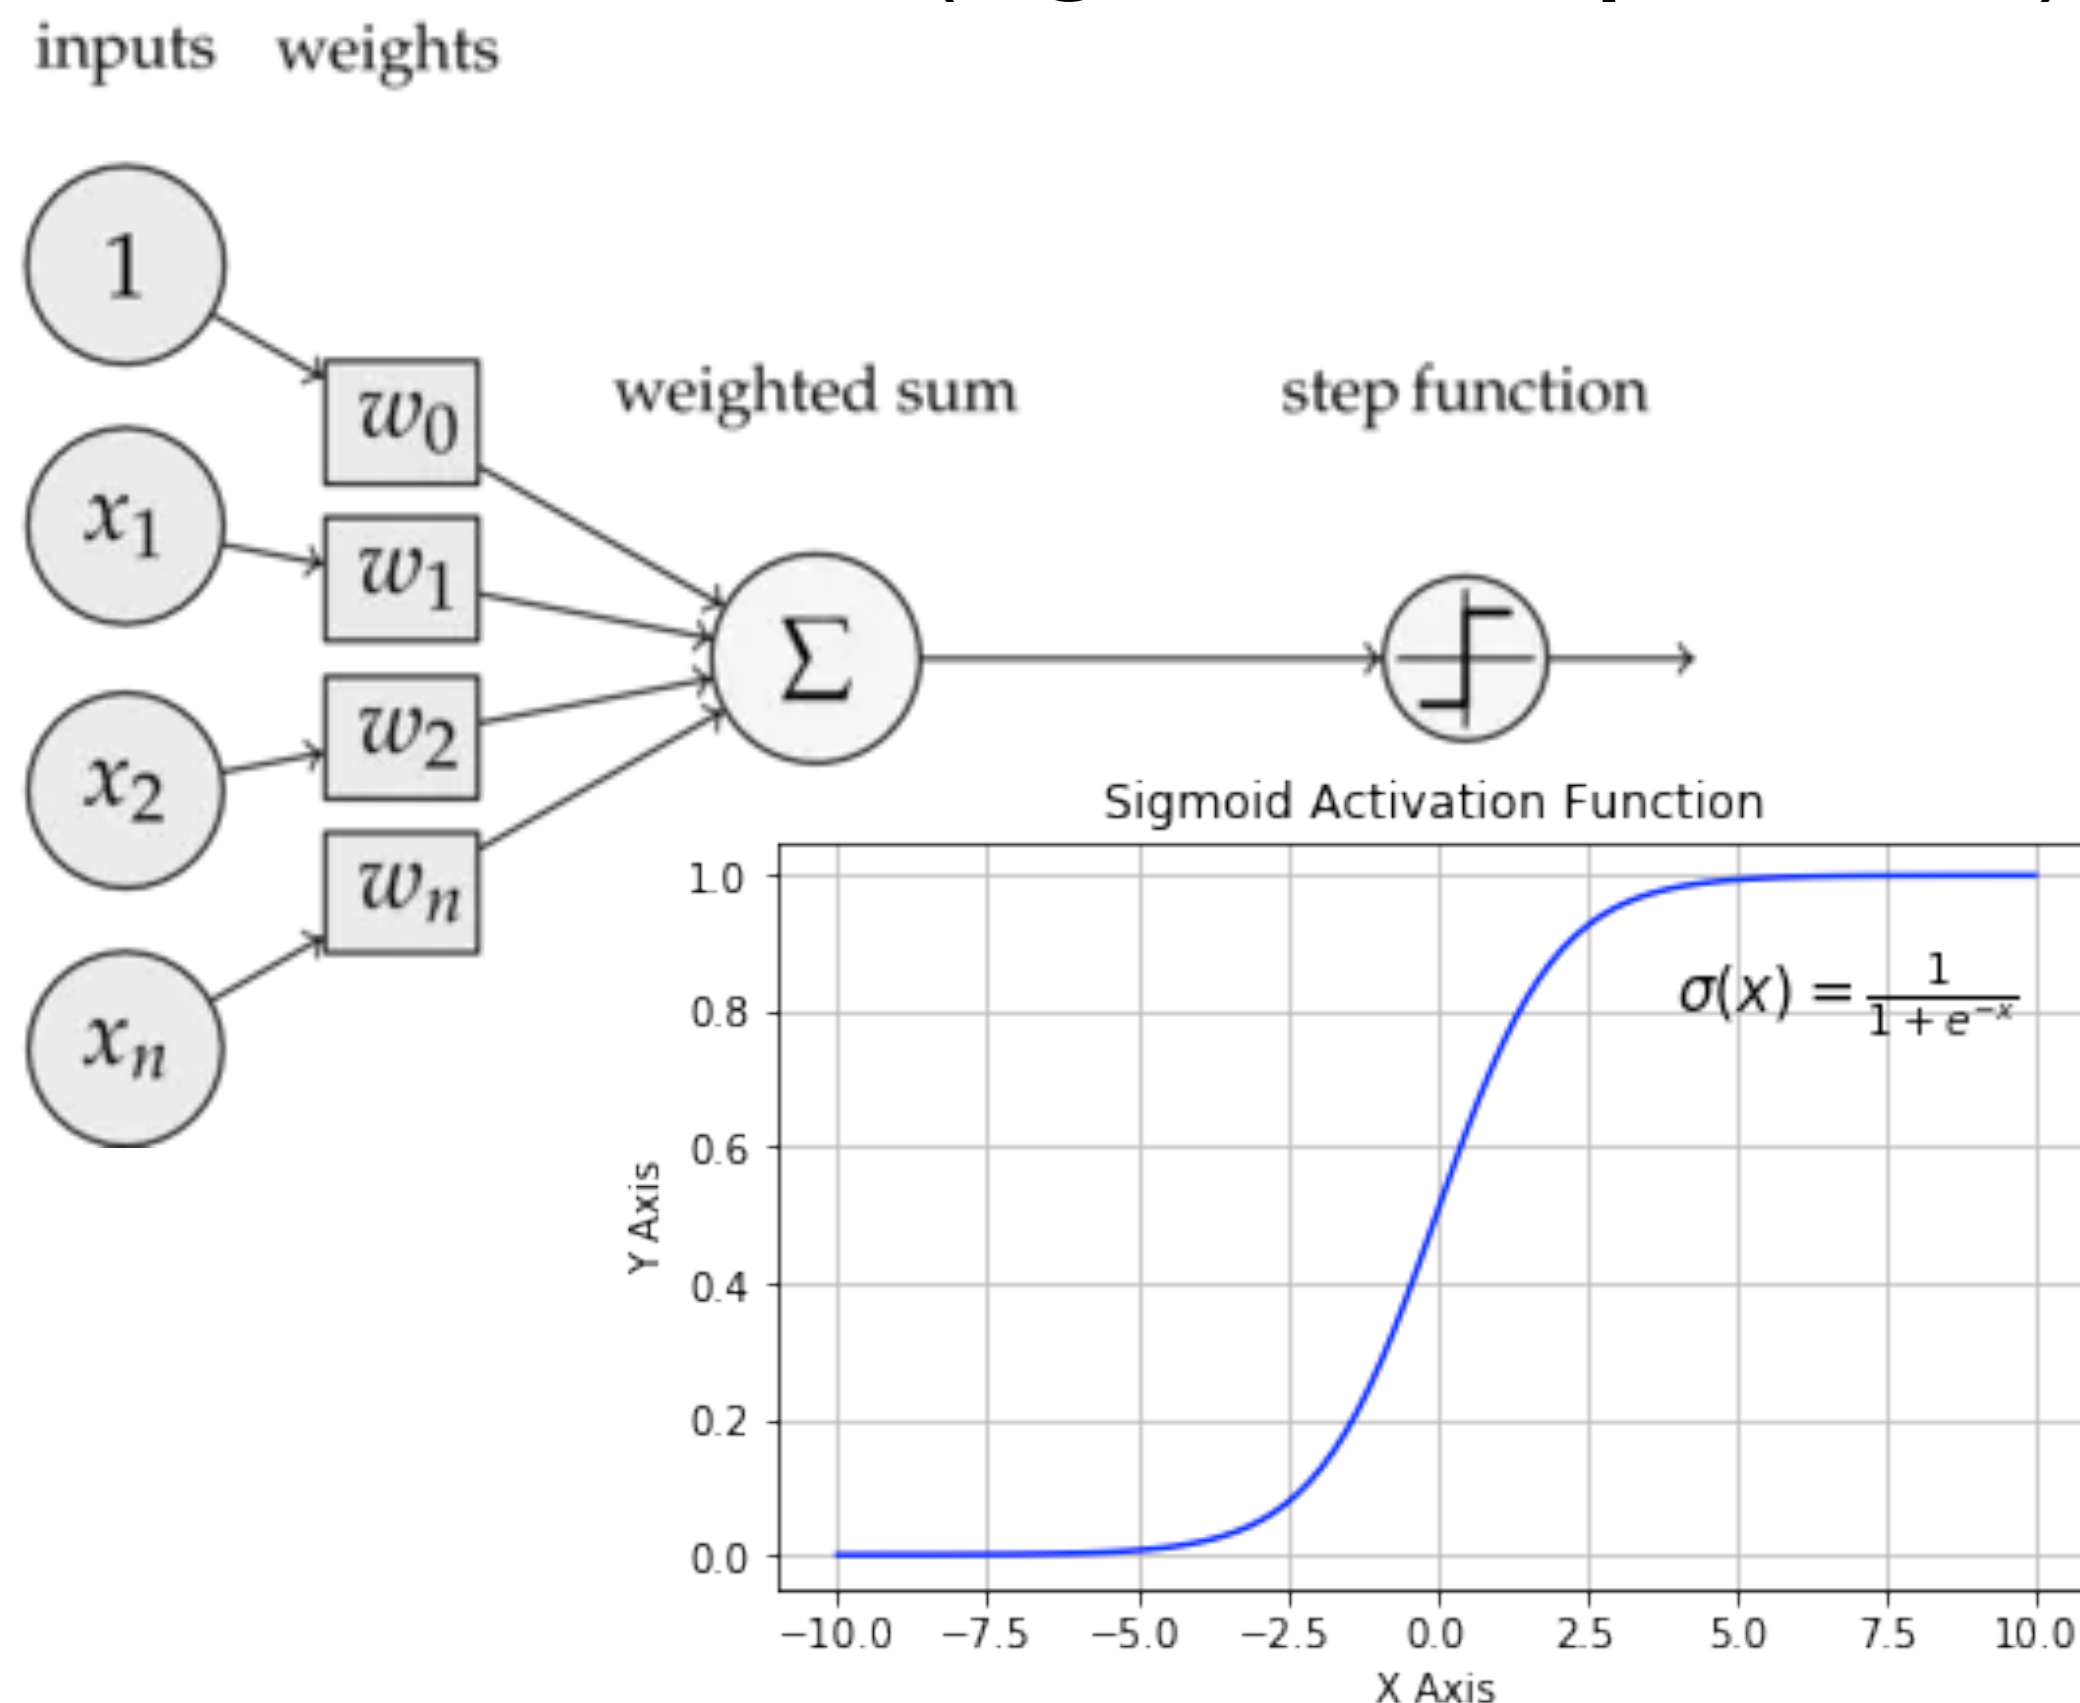 inputs weights
1
w0
weighted sum
step function
x1
w1
Σ
x2
w2
wn
xn
Sigmoid Activation Function
1.0
0.8
0.6
0.4
0.2
0.0
Y Axis
σ(x) = 1 / 1 + e^−x
−10.0 −7.5 −5.0 −2.5 0.0 2.5 5.0 7.5 10.0
X Axis